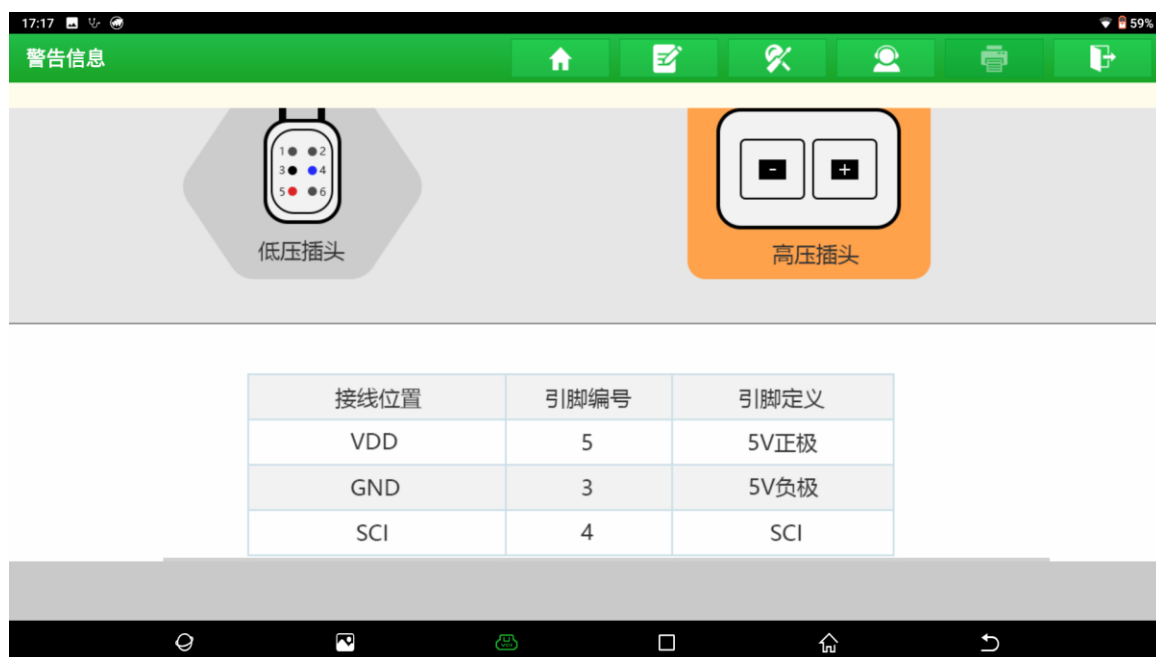 17:17
59%
警告信息
1 2
3 4
5 6
- +
低压插头
高压插头
接线位置 引脚编号 引脚定义
VDD 5 5V正极
GND 3 5V负极
SCI 4 SCI
VCI